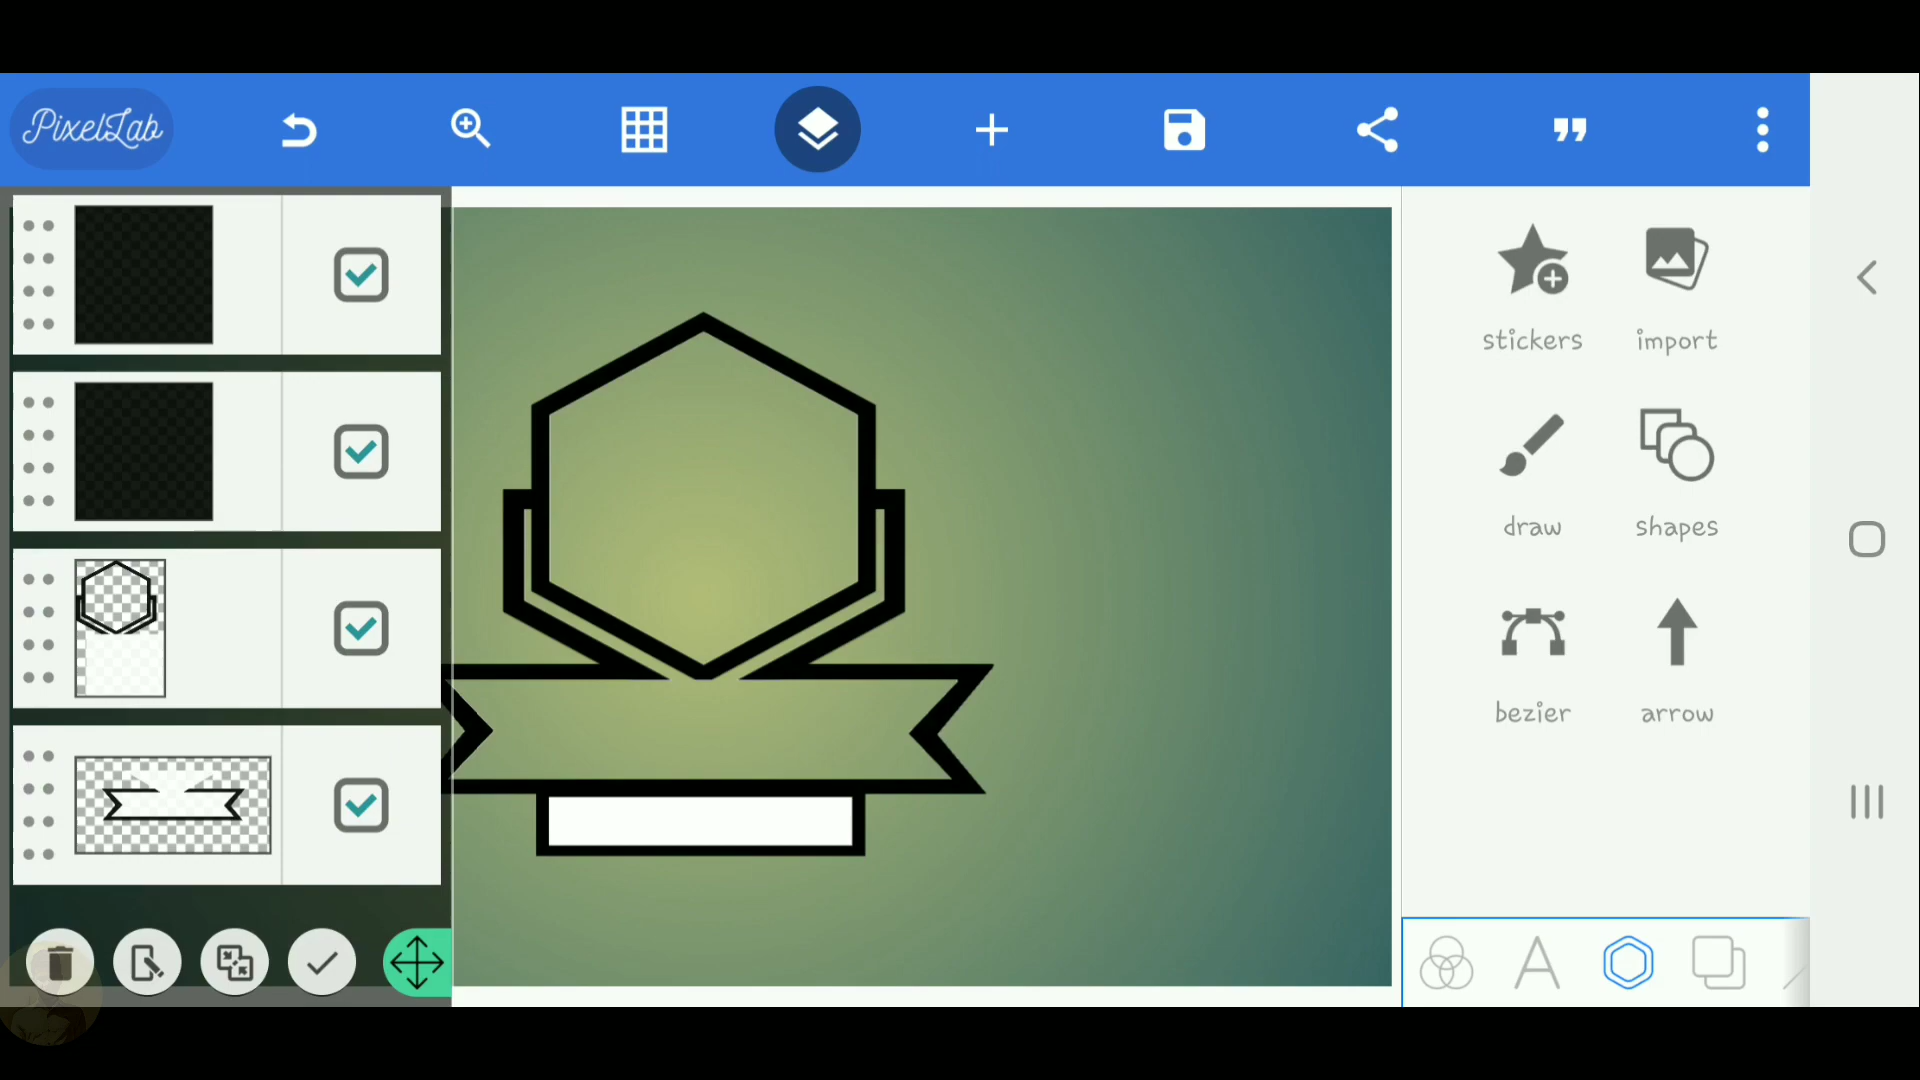 PixelLab
stickers
import
draw
shapes
bezier
arrow